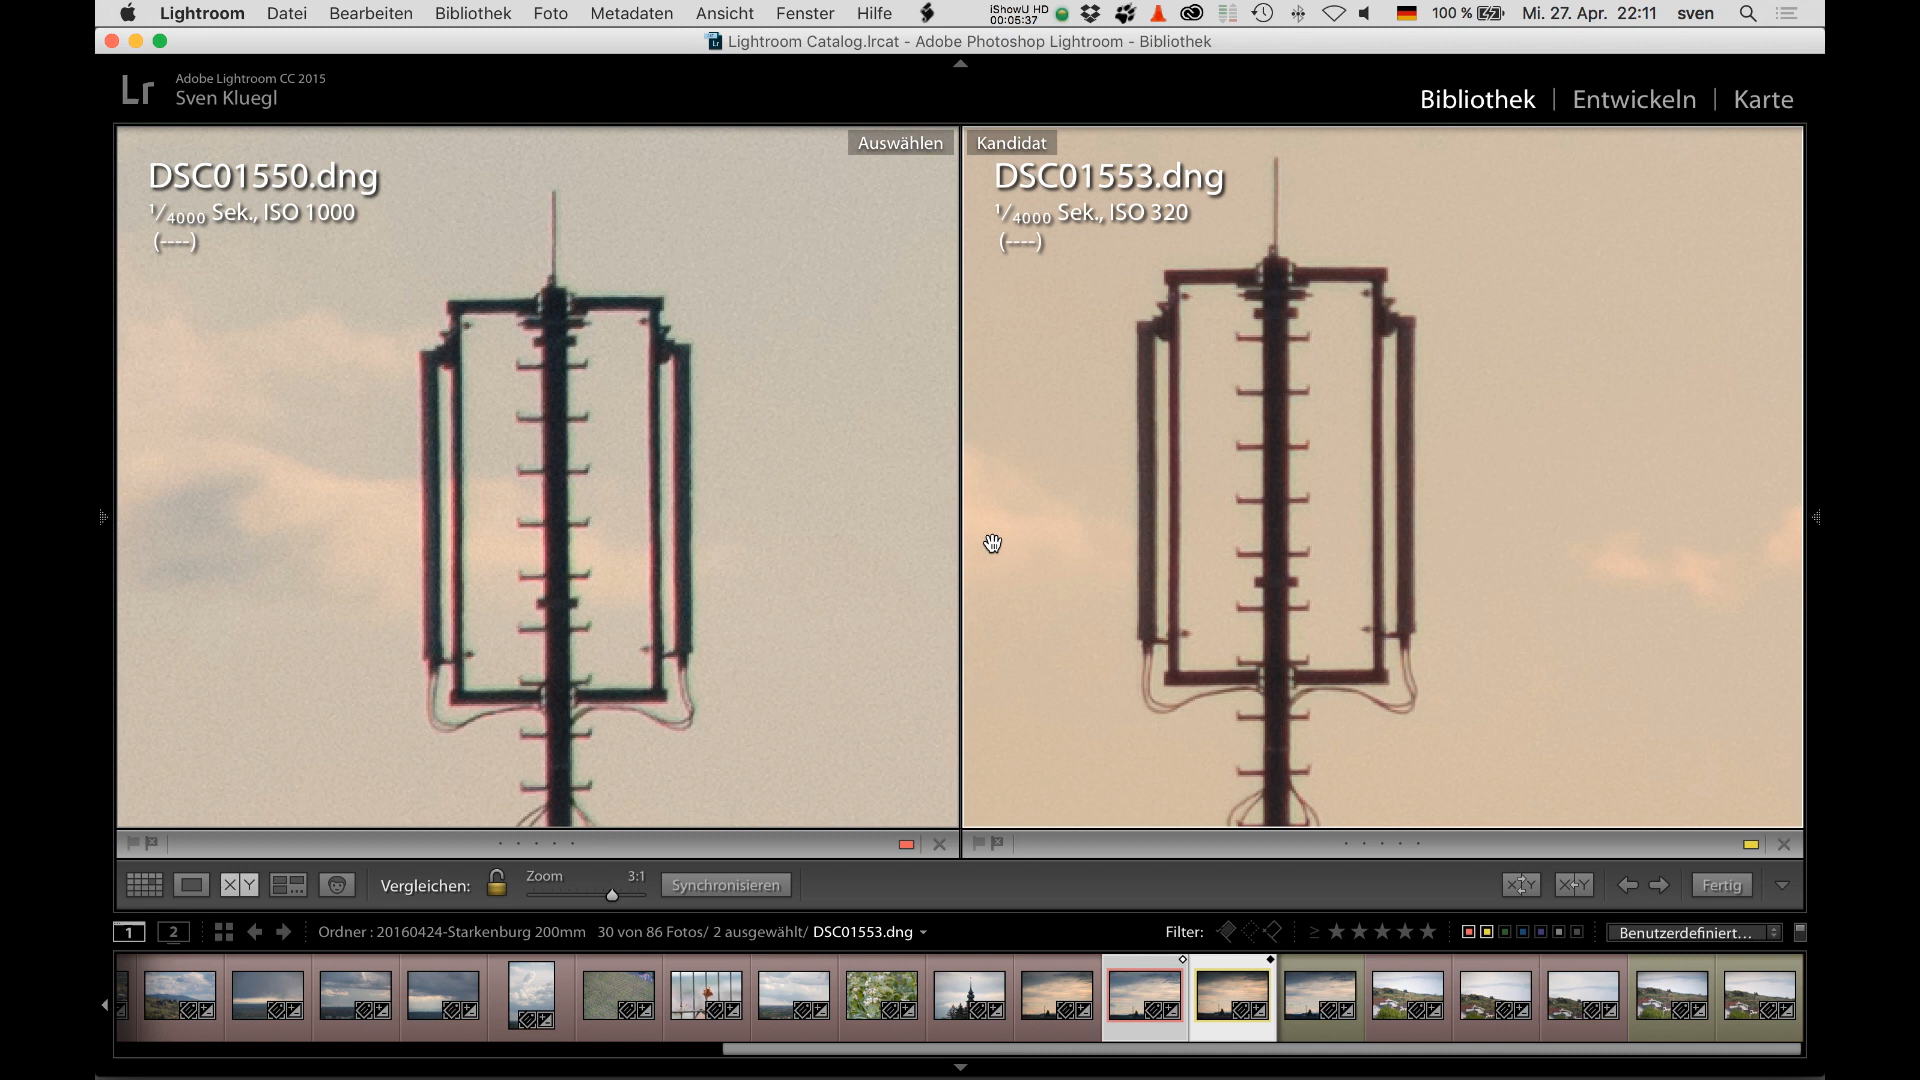 Lightroom Datei Bearbeiten Bibliothek Foto Metadaten Ansicht Fenster Hilfe iShowU HD 00:05:37 100 % Mi. 27. Apr. 22:11 sven
Lightroom Catalog.lrcat - Adobe Photoshop Lightroom - Bibliothek
Lr Adobe Lightroom CC 2015
Sven Kluegl
Bibliothek | Entwickeln | Karte
Auswählen
DSC01550.dng
1/4000 Sek., ISO 1000
(----)
Kandidat
DSC01553.dng
1/4000 Sek., ISO 320
(----)
X Y Vergleichen: Zoom 3:1 Synchronisieren X Y X Y Fertig
1 2 Ordner : 20160424-Starkenburg 200mm 30 von 86 Fotos/ 2 ausgewählt/ DSC01553.dng Filter: ≥ ★★★★★ Benutzerdefiniert...